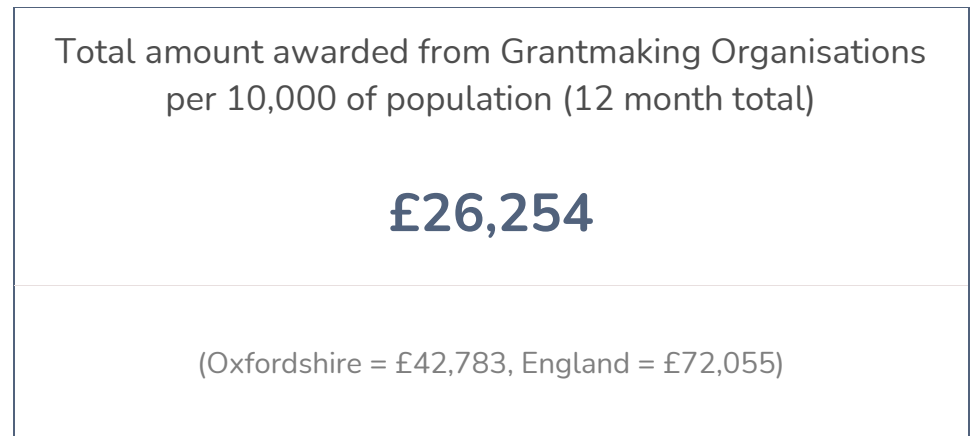 Total amount awarded from Grantmaking Organisations
per 10,000 of population (12 month total)
£26,254
(Oxfordshire = £42,783, England = £72,055)